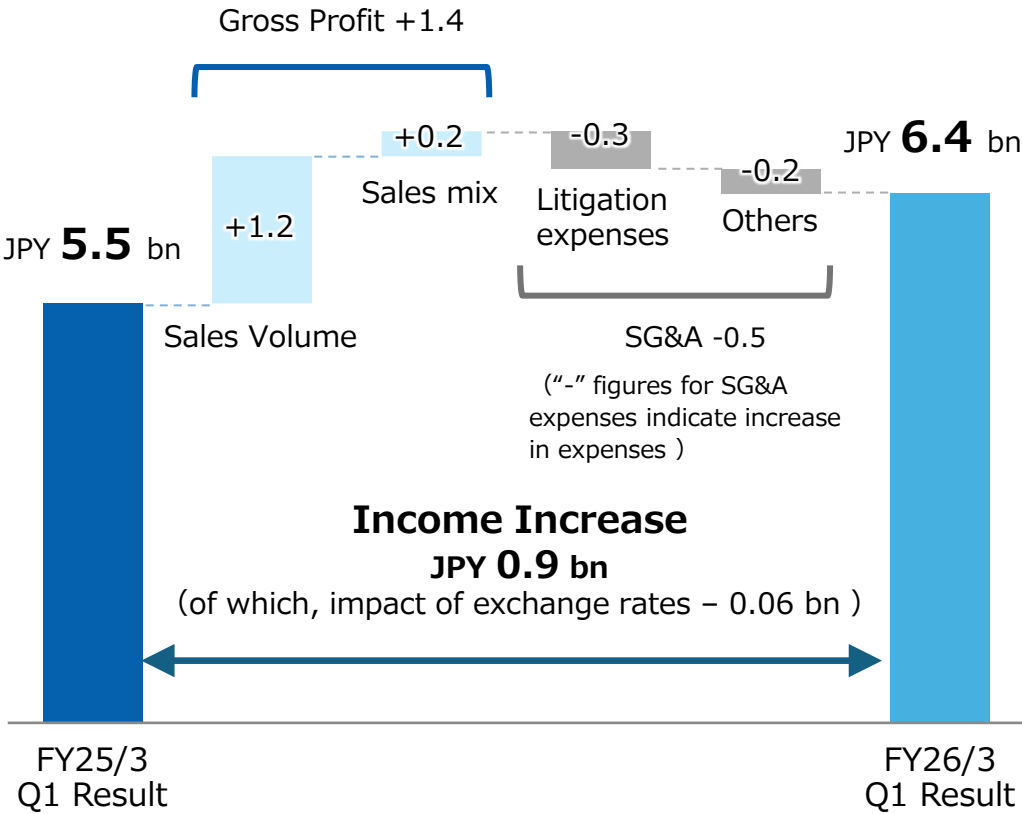 Gross Profit +1.4
+0.2
-0.3
JPY 6.4 bn
-0.2
Sales mix
Litigation
expenses
Others
+1.2
JPY 5.5 bn
Sales Volume
SG&A -0.5
（“-” figures for SG&A
expenses indicate increase
in expenses ）
Income Increase
JPY 0.9 bn
（of which, impact of exchange rates – 0.06 bn ）
FY25/3
Q1 Result
FY26/3
Q1 Result